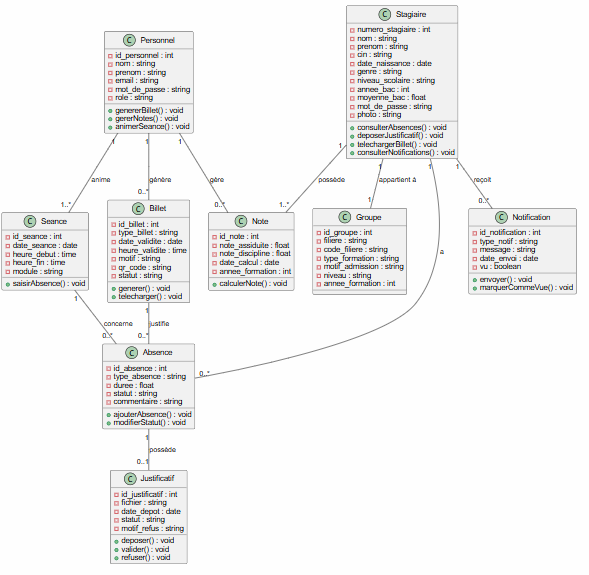 C Personnel
id_personnel : int
nom : string
prenom : string
email : string
mot_de_passe : string
role : string
genererBillet() : void
gererNotes() : void
animerSeance() : void
C Stagiaire
numero_stagiaire : int
nom : string
prenom : string
cin : string
date_naissance : date
genre : string
niveau_scolaire : string
annee_bac : int
moyenne_bac : float
mot_de_passe : string
photo : string
consulterAbsences() : void
deposerJustificatif() : void
telechargerBillet() : void
consulterNotifications() : void
1
1
1
1
1
1
1
anime
génère
gère
possède
appartient à
reçoit
1..*
0..*
0..*
1..*
1
0..*
C Seance
id_seance : int
date_seance : date
heure_debut : time
heure_fin : time
module : string
saisirAbsence() : void
C Billet
id_billet : int
type_billet : string
date_validite : date
heure_validite : time
motif : string
qr_code : string
statut : string
generer() : void
telecharger() : void
C Note
id_note : int
note_assiduite : float
note_discipline : float
date_calcul : date
annee_formation : int
calculerNote() : void
C Groupe
id_groupe : int
filiere : string
code_filiere : string
type_formation : string
motif_admission : string
niveau : string
annee_formation : int
C Notification
id_notification : int
type_notif : string
message : string
date_envoi : date
vu : boolean
envoyer() : void
marquerCommeVue() : void
a
1
1
concerne
justifie
0..*
0..*
0..*
C Absence
id_absence : int
type_absence : string
duree : float
statut : string
commentaire : string
ajouterAbsence() : void
modifierStatut() : void
1
possède
0..1
C Justificatif
id_justificatif : int
fichier : string
date_depot : date
statut : string
motif_refus : string
deposer() : void
valider() : void
refuser() : void